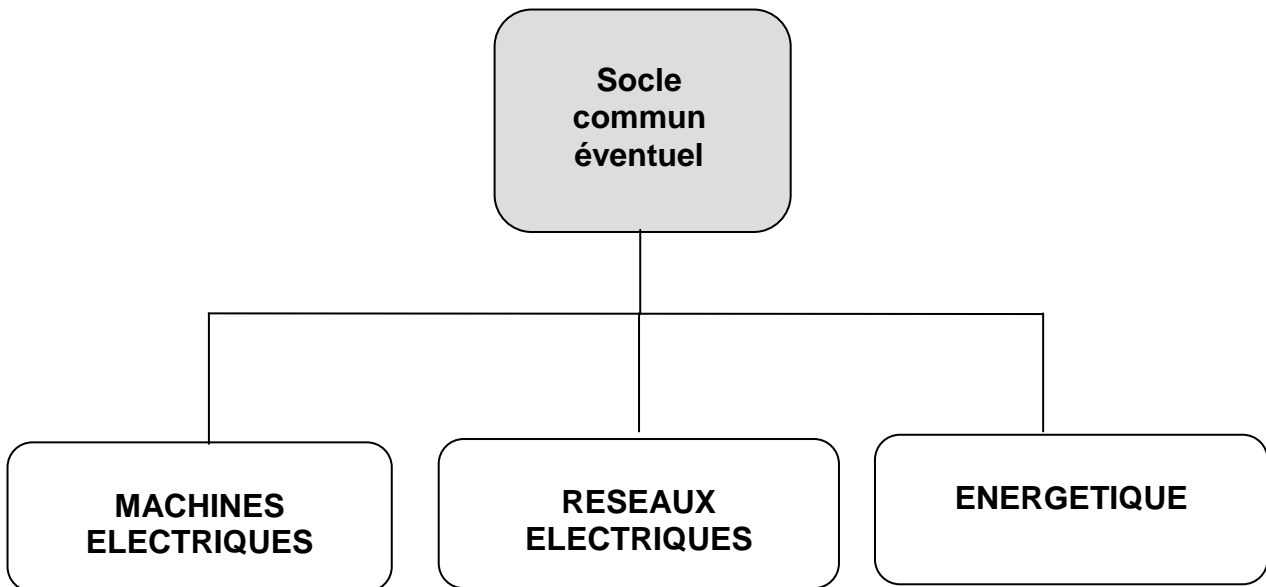 Socle
commun
éventuel
MACHINES
ELECTRIQUES
RESEAUX
ELECTRIQUES
ENERGETIQUE